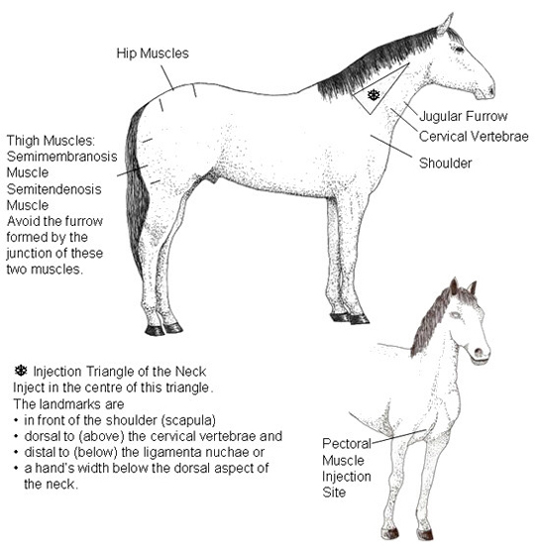 Hip Muscles
Jugular Furrow
Cervical Vertebrae
Shoulder
Thigh Muscles:
Semimembranosis
Muscle
Semitendenosis
Muscle
Avoid the furrow
formed by the
junction of these
two muscles.
Injection Triangle of the Neck
Inject in the centre of this triangle.
The landmarks are
• in front of the shoulder (scapula)
• dorsal to (above) the cervical vertebrae and
• distal to (below) the ligamenta nuchae or
• a hand's width below the dorsal aspect of
the neck.
Pectoral
Muscle
Injection
Site